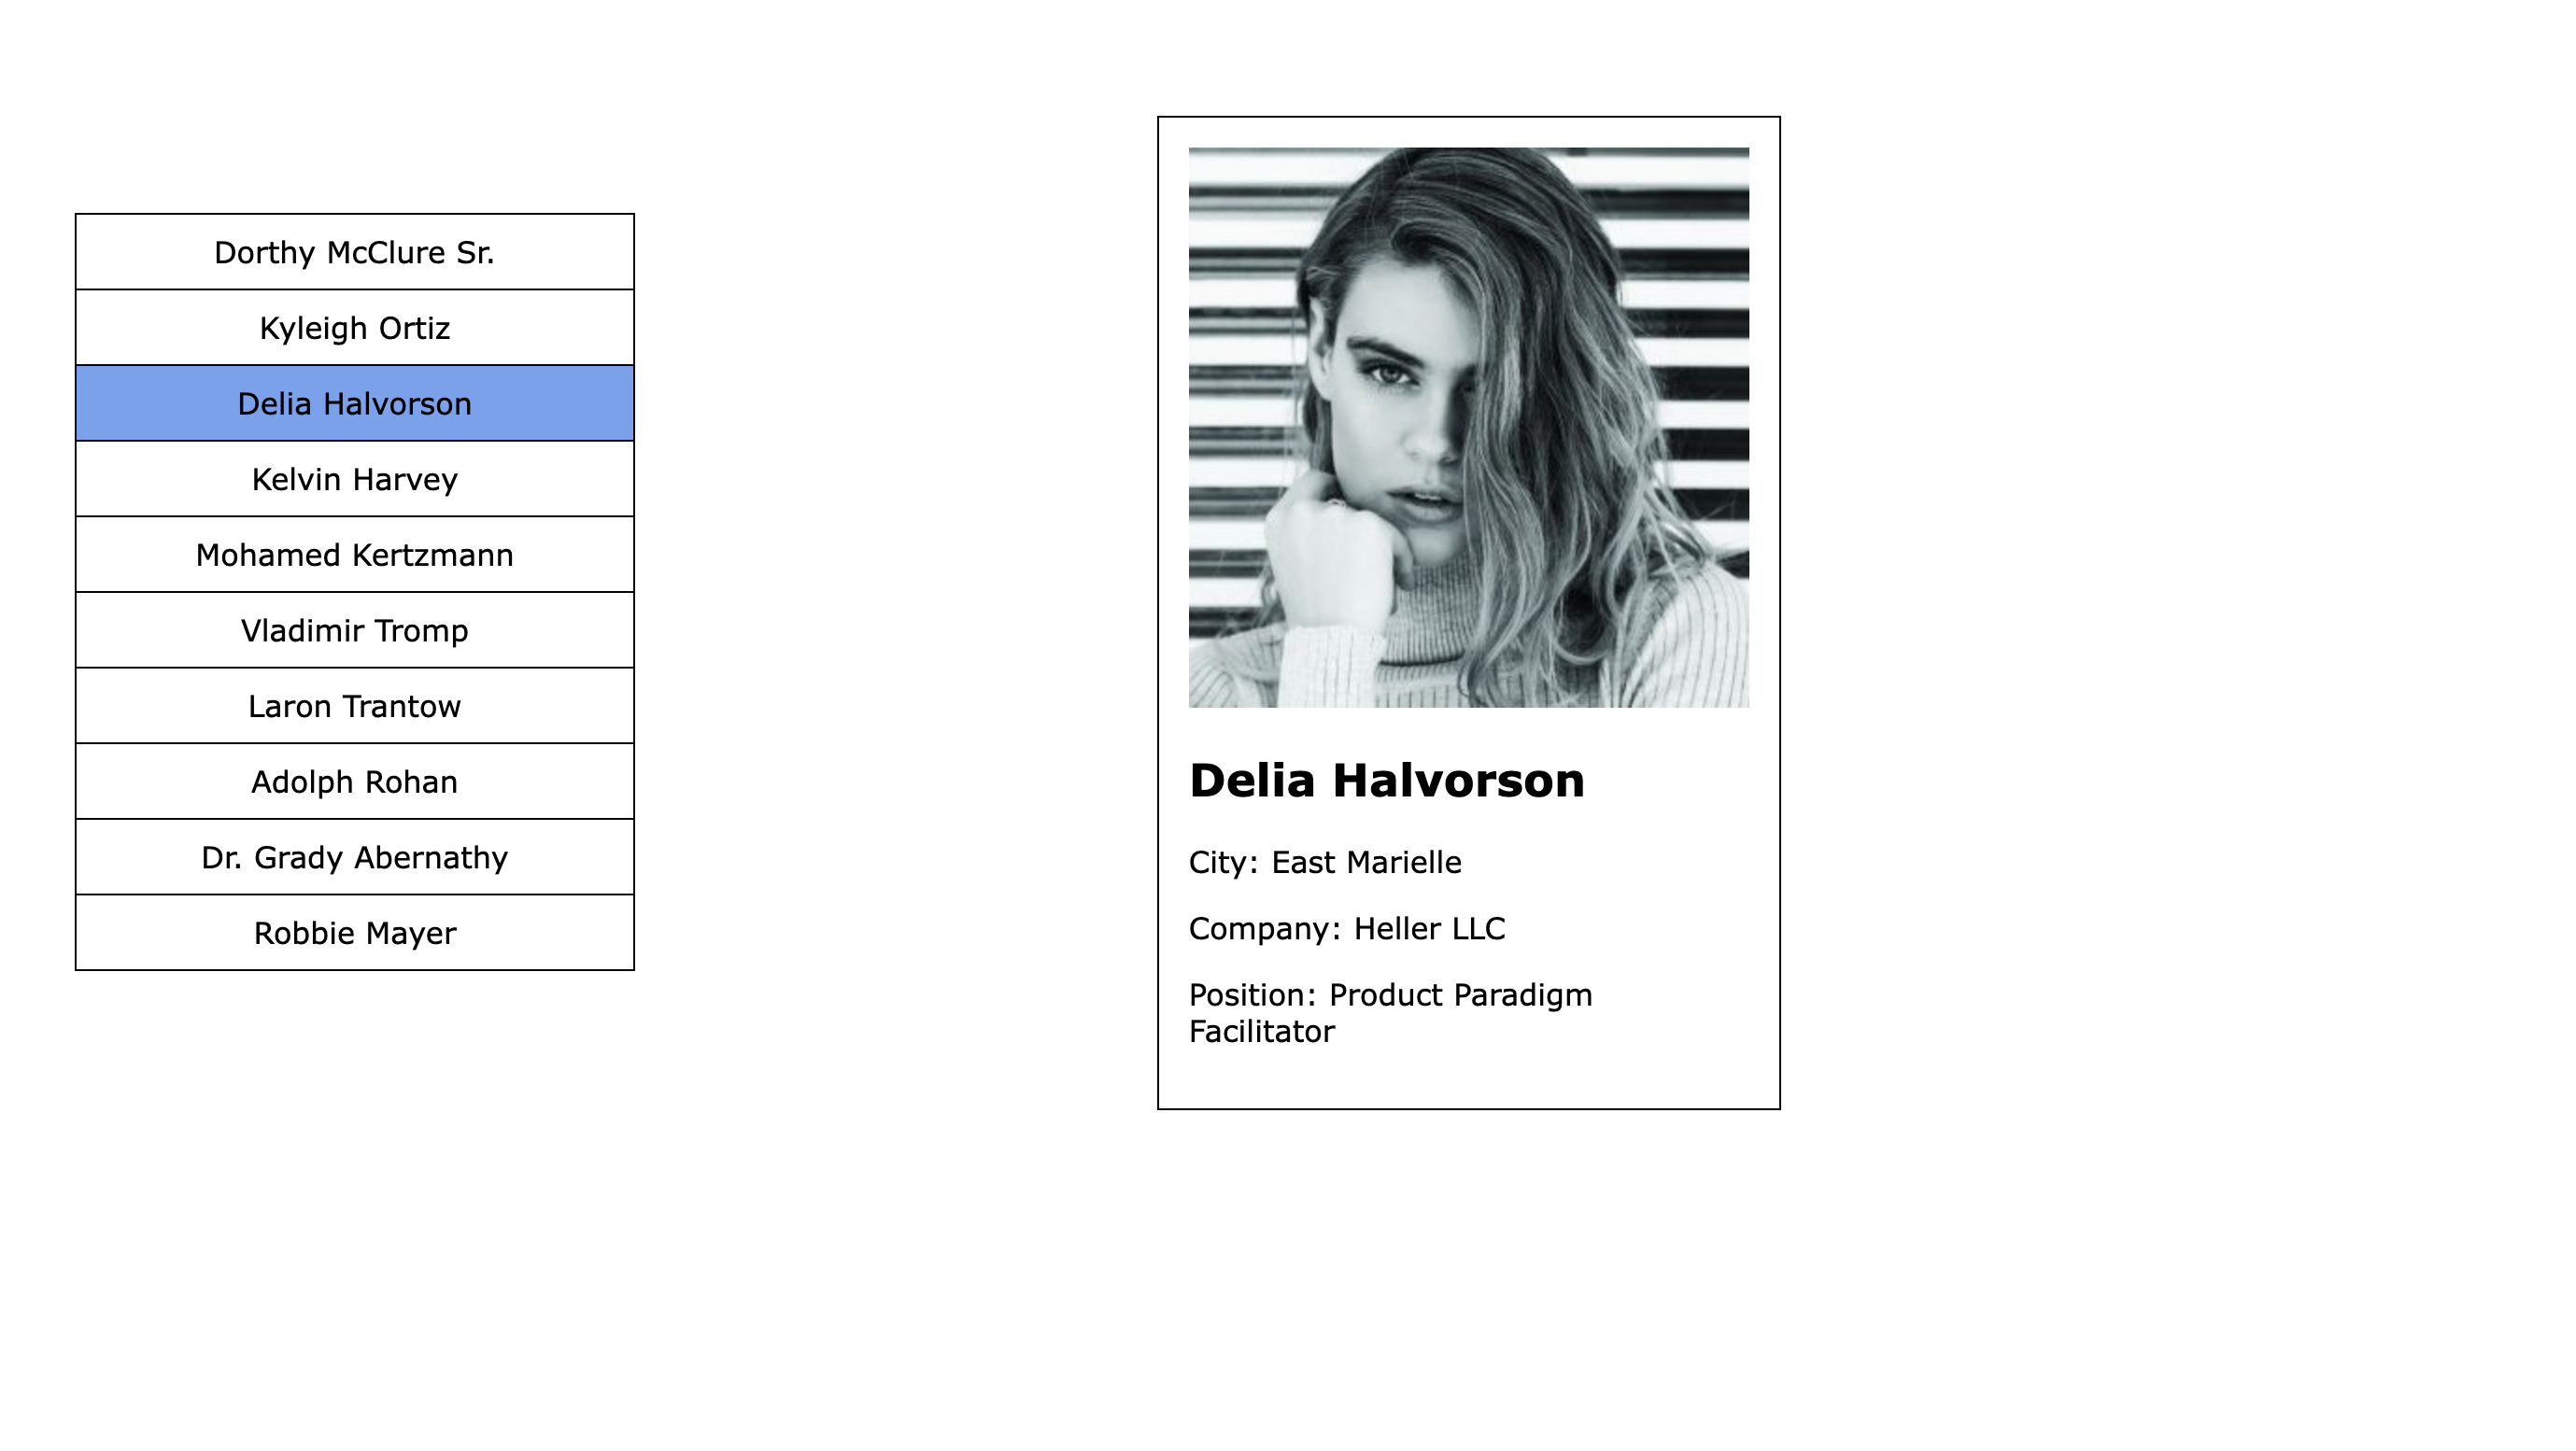 Dorthy McClure Sr.
Kyleigh Ortiz
Delia Halvorson
Kelvin Harvey
Mohamed Kertzmann
Vladimir Tromp
Laron Trantow
Adolph Rohan
Dr. Grady Abernathy
Robbie Mayer
Delia Halvorson
City: East Marielle
Company: Heller LLC
Position: Product Paradigm
Facilitator